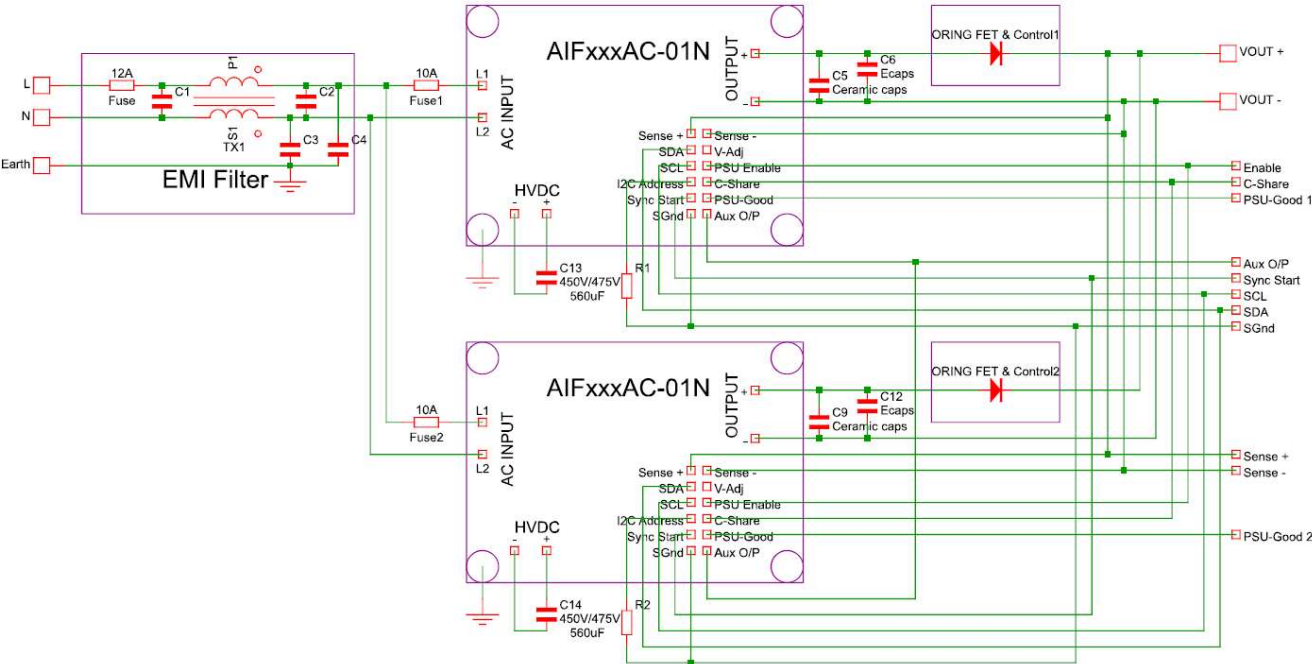 L
12A
Fuse
C1
P1
S1
TX1
C2
C3
C4
N
Earth
EMI Filter
10A
Fuse1
L1
L2
AC INPUT
AIFxxxAC-01N
OUTPUT
+
-
C5
Ceramic caps
C6
Ecaps
ORING FET & Control1
VOUT +
VOUT -
Sense + Sense -
SDA V-Adj
SCL PSU Enable
I2C Address C-Share
Sync Start PSU-Good
SGnd Aux O/P
HVDC
- +
C13
450V/475V
560uF
R1
Enable
C-Share
PSU-Good 1
Aux O/P
Sync Start
SCL
SDA
SGnd
10A
Fuse2
L1
L2
AC INPUT
AIFxxxAC-01N
OUTPUT
+
-
C9
Ceramic caps
C12
Ecaps
ORING FET & Control2
Sense + Sense -
SDA V-Adj
SCL PSU Enable
I2C Address C-Share
Sync Start PSU-Good
SGnd Aux O/P
HVDC
- +
C14
450V/475V
560uF
R2
Sense +
Sense -
PSU-Good 2